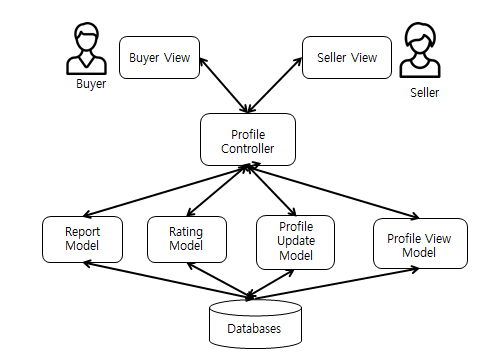 Buyer View
Seller View
Buyer
Seller
Profile
Controller
Report
Model
Rating
Model
Profile
Update
Model
Profile View
Model
Databases